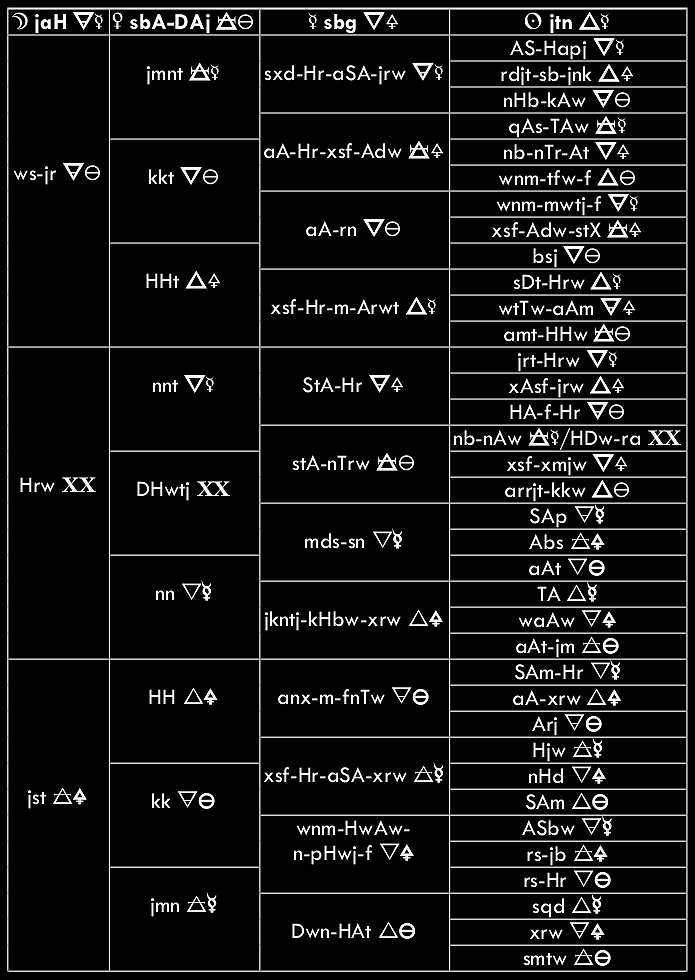 ☽ jaH 🜃☿
♀ sbA-DAj 🜁🜔
☿ sbg 🜄🜍
☉ jtn 🜂☿
ws-jr 🜄🜔
Hrw XX
jst 🜁🜍
jmnt 🜁☿
kkt 🜄🜔
HHt 🜂🜍
nnt 🜃☿
DHwtj XX
nn 🜄☿
HH 🜂🜍
kk 🜃🜔
jmn 🜁☿
sxd-Hr-aSA-jrw 🜃☿
aA-Hr-xsf-Adw 🜁🜍
aA-rn 🜄🜔
xsf-Hr-m-Arwt 🜂☿
StA-Hr 🜃🜍
stA-nTrw 🜁🜔
mds-sn 🜄☿
jkntj-kHbw-xrw 🜂🜍
anx-m-fnTw 🜃🜔
xsf-Hr-aSA-xrw 🜁☿
wnm-HwAw-
n-pHwj-f 🜄🜍
Dwn-HAt 🜂🜔
AS-Hapj 🜄☿
rdjt-sb-jnk 🜂🜍
nHb-kAw 🜃🜔
qAs-TAw 🜁☿
nb-nTr-At 🜄🜍
wnm-tfw-f 🜂🜔
wnm-mwtj-f 🜃☿
xsf-Adw-stX 🜁🜍
bsj 🜄🜔
sDt-Hrw 🜂☿
wtTw-aAm 🜃🜍
amt-HHw 🜁🜔
jrt-Hrw 🜄☿
xAsf-jrw 🜂🜍
HA-f-Hr 🜃🜔
nb-nAw 🜁☿/HDw-ra XX
xsf-xmjw 🜄🜍
arrjt-kkw 🜂🜔
SAp 🜃☿
Abs 🜁🜍
aAt 🜄🜔
TA 🜂☿
waAw 🜃🜍
aAt-jm 🜁🜔
SAm-Hr 🜄☿
aA-xrw 🜂🜍
Arj 🜃🜔
Hjw 🜁☿
nHd 🜄🜍
SAm 🜂🜔
ASbw 🜃☿
rs-jb 🜁🜍
rs-Hr 🜄🜔
sqd 🜂☿
xrw 🜃🜍
smtw 🜁🜔